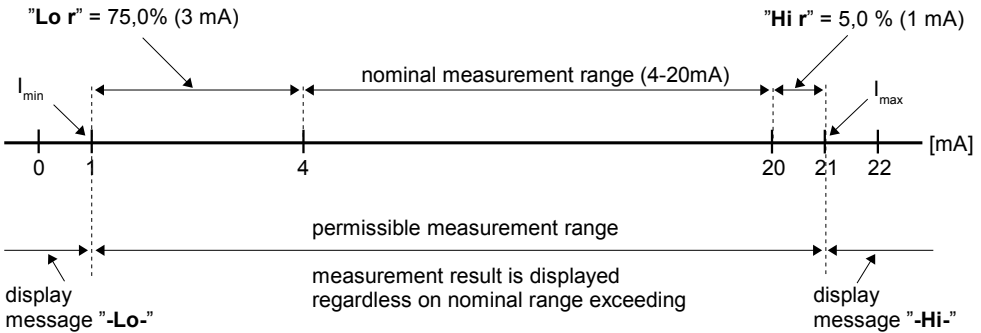 "Lo r" = 75,0% (3 mA)
"Hi r" = 5,0 % (1 mA)
nominal measurement range (4-20mA)
Imin
Imax
[mA]
0 1 4 20 21 22
permissible measurement range
measurement result is displayed
regardless on nominal range exceeding
display
message "-Lo-"
display
message "-Hi-"